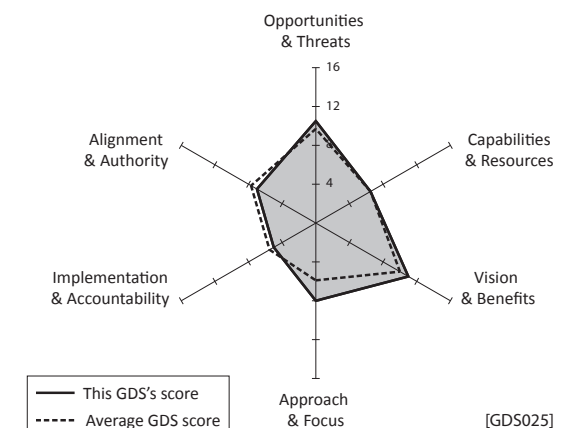 Opportunities
& Threats
16
12
8
4
Alignment
& Authority
Capabilities
& Resources
Implementation
& Accountability
Vision
& Benefits
This GDS's score
Average GDS score
Approach
& Focus
[GDS025]